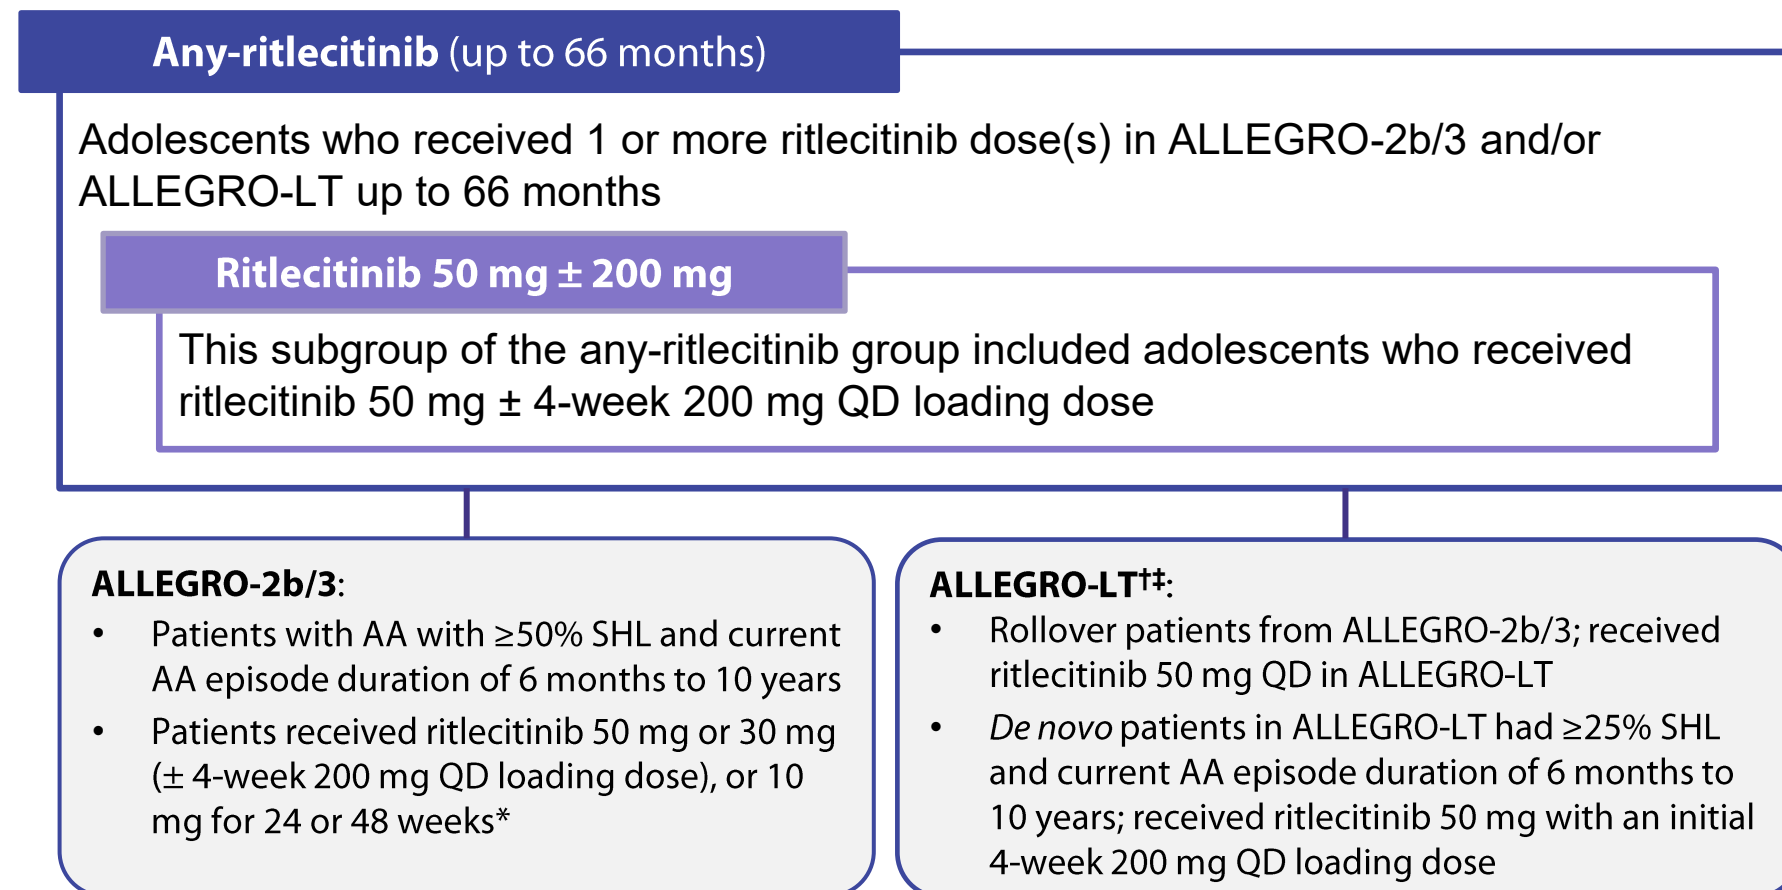 Any-ritlecitinib (up to 66 months)
Adolescents who received 1 or more ritlecitinib dose(s) in ALLEGRO-2b/3 and/or
ALLEGRO-LT up to 66 months
Ritlecitinib 50 mg ± 200 mg
This subgroup of the any-ritlecitinib group included adolescents who received
ritlecitinib 50 mg ± 4-week 200 mg QD loading dose
ALLEGRO-2b/3:
• Patients with AA with ≥50% SHL and current
AA episode duration of 6 months to 10 years
• Patients received ritlecitinib 50 mg or 30 mg
(± 4-week 200 mg QD loading dose), or 10
mg for 24 or 48 weeks*
ALLEGRO-LT†‡:
• Rollover patients from ALLEGRO-2b/3; received
ritlecitinib 50 mg QD in ALLEGRO-LT
• De novo patients in ALLEGRO-LT had ≥25% SHL
and current AA episode duration of 6 months to
10 years; received ritlecitinib 50 mg with an initial
4-week 200 mg QD loading dose